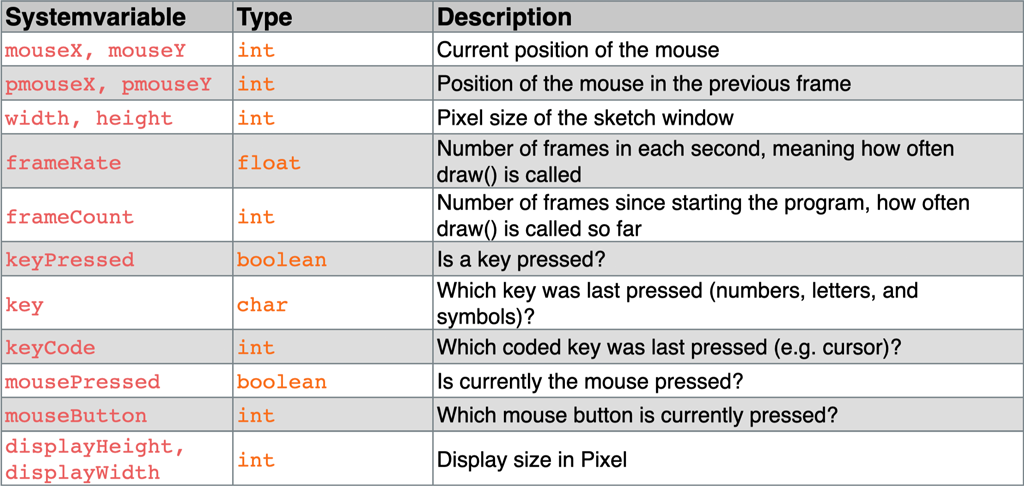 Systemvariable Type Description
mouseX, mouseY int Current position of the mouse
pmouseX, pmouseY int Position of the mouse in the previous frame
width, height int Pixel size of the sketch window
frameRate float Number of frames in each second, meaning how often
draw() is called
frameCount int Number of frames since starting the program, how often
draw() is called so far
keyPressed boolean Is a key pressed?
key char Which key was last pressed (numbers, letters, and
symbols)?
keyCode int Which coded key was last pressed (e.g. cursor)?
mousePressed boolean Is currently the mouse pressed?
mouseButton int Which mouse button is currently pressed?
displayHeight,
displayWidth int Display size in Pixel